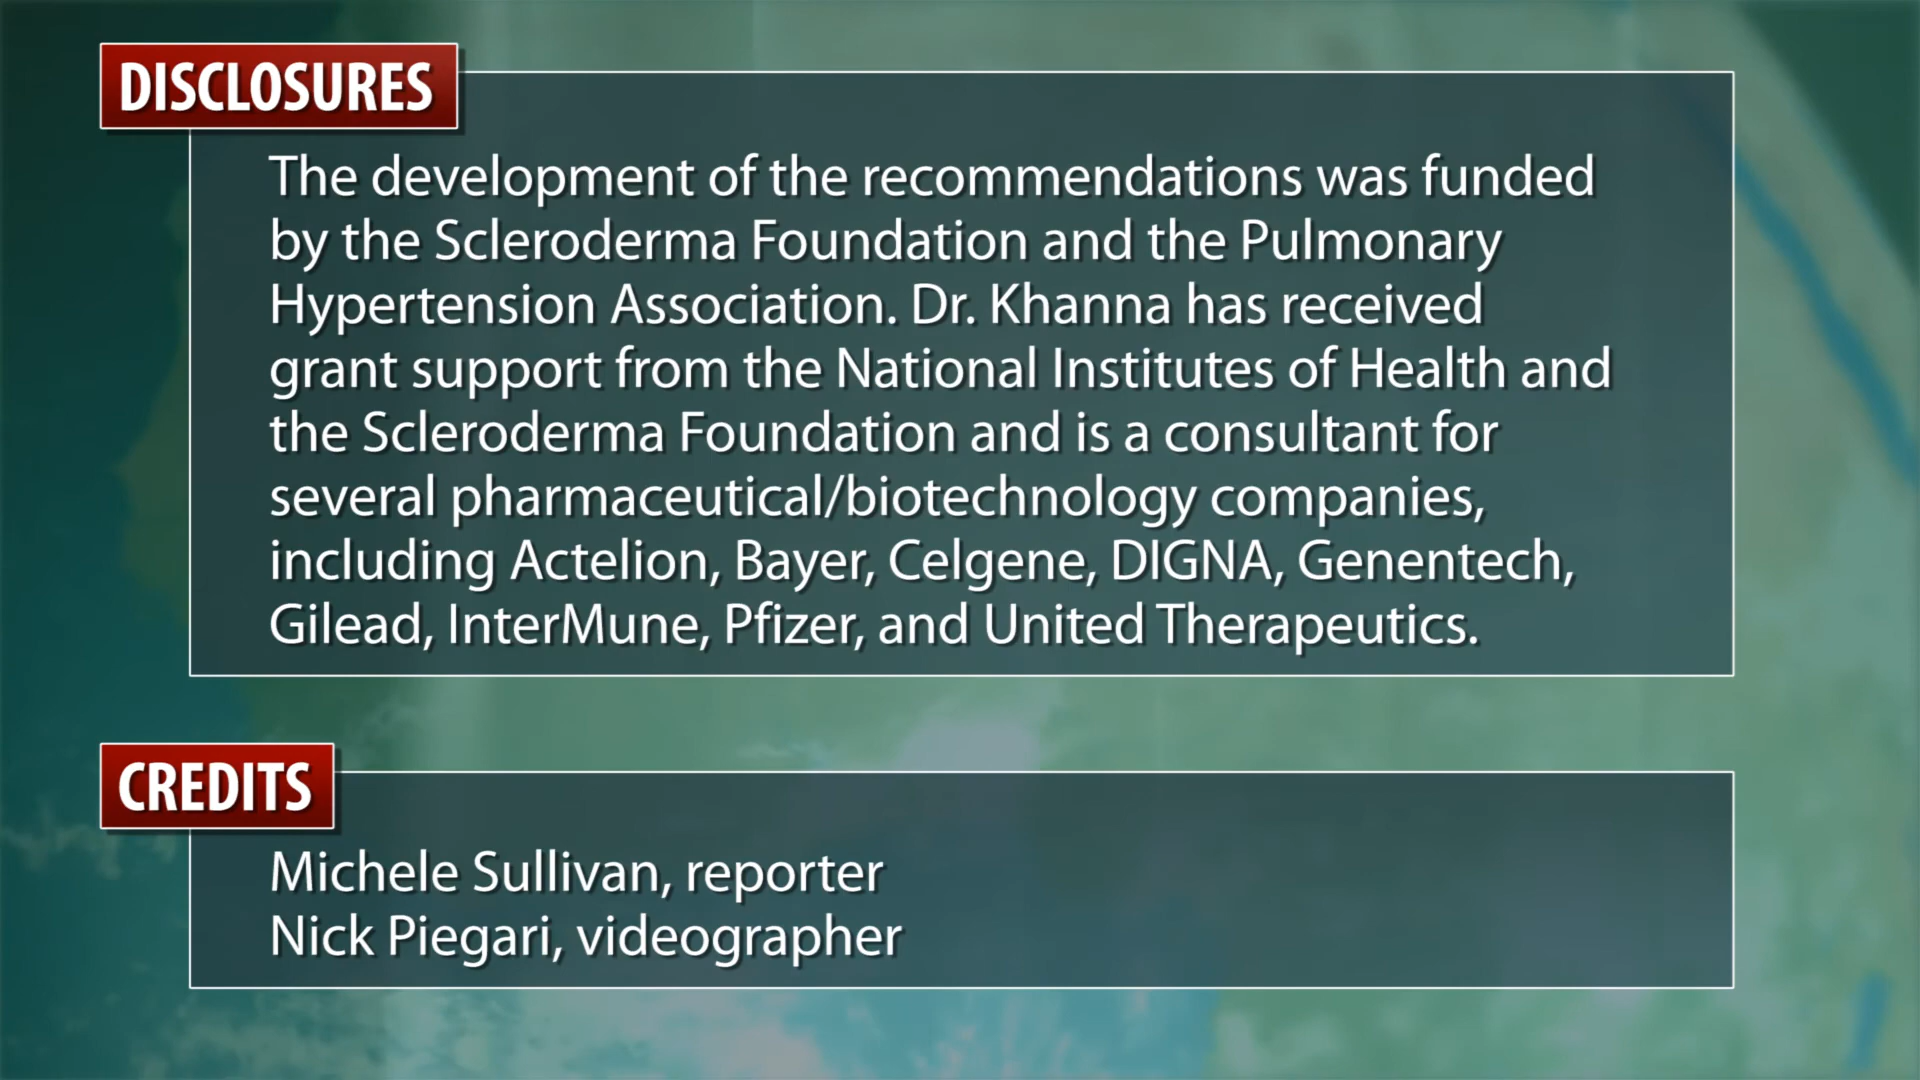 DISCLOSURES
The development of the recommendations was funded
by the Scleroderma Foundation and the Pulmonary
Hypertension Association. Dr. Khanna has received
grant support from the National Institutes of Health and
the Scleroderma Foundation and is a consultant for
several pharmaceutical/biotechnology companies,
including Actelion, Bayer, Celgene, DIGNA, Genentech,
Gilead, InterMune, Pfizer, and United Therapeutics.
CREDITS
Michele Sullivan, reporter
Nick Piegari, videographer